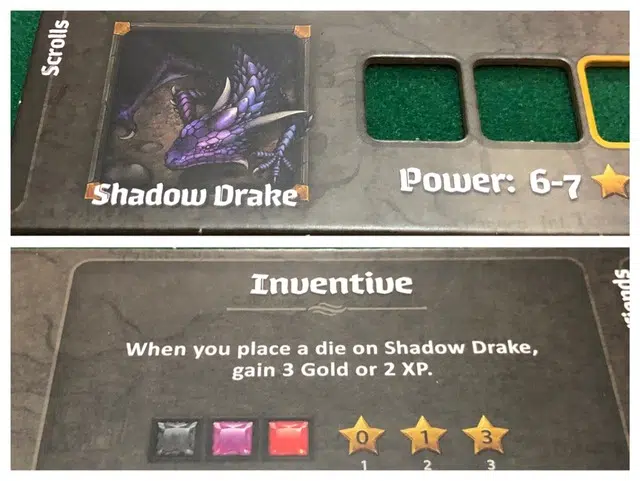 Scrolls
Shadow Drake
Power: 6-7
Inventive
When you place a die on Shadow Drake,
gain 3 Gold or 2 XP.
0 1 3
1 2 3